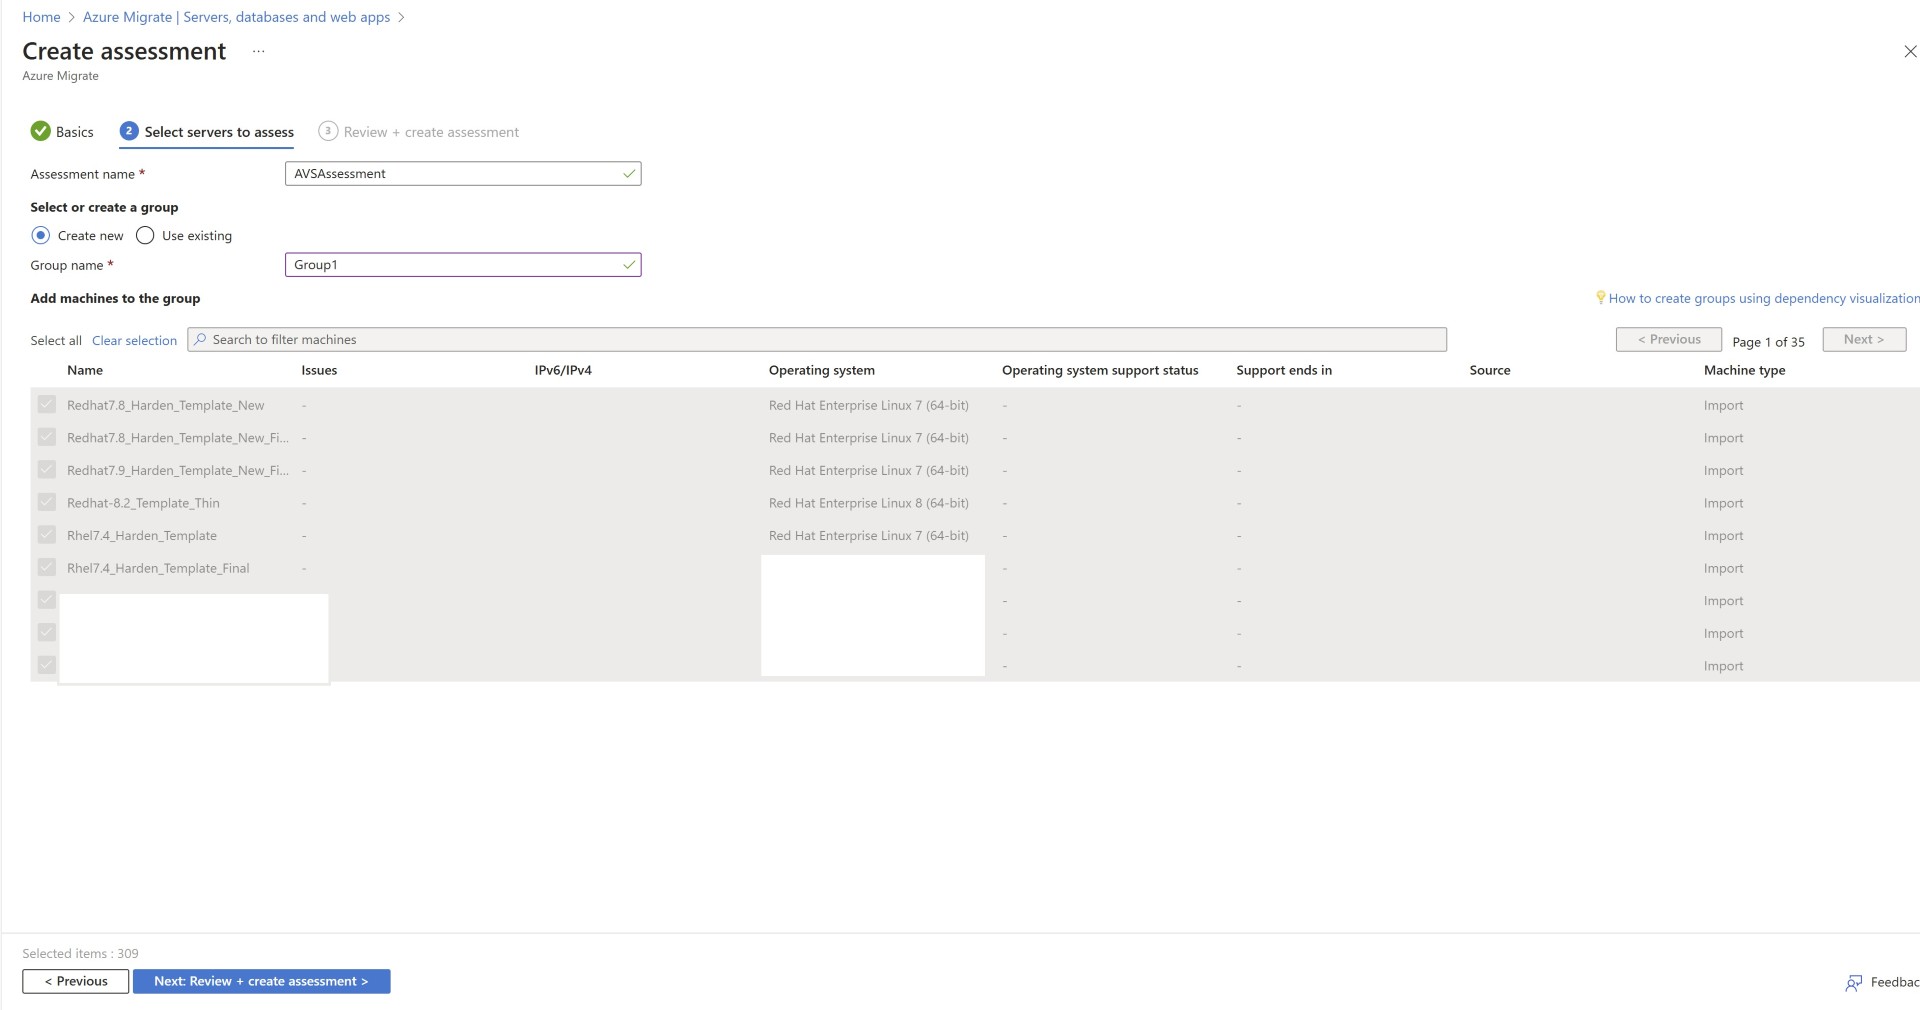 Home > Azure Migrate | Servers, databases and web apps >
Create assessment ...
Azure Migrate
Basics 2 Select servers to assess 3 Review + create assessment
Assessment name * AVSAssessment
Select or create a group
Create new Use existing
Group name * Group1
Add machines to the group
How to create groups using dependency visualization
Select all Clear selection Search to filter machines < Previous Page 1 of 35 Next >
Name Issues IPv6/IPv4 Operating system Operating system support status Support ends in Source Machine type
Redhat7.8_Harden_Template_New - Red Hat Enterprise Linux 7 (64-bit) - - Import
Redhat7.8_Harden_Template_New_Fi... - Red Hat Enterprise Linux 7 (64-bit) - - Import
Redhat7.9_Harden_Template_New_Fi... - Red Hat Enterprise Linux 7 (64-bit) - - Import
Redhat-8.2_Template_Thin - Red Hat Enterprise Linux 8 (64-bit) - - Import
Rhel7.4_Harden_Template - Red Hat Enterprise Linux 7 (64-bit) - - Import
Rhel7.4_Harden_Template_Final - - - Import
- - Import
- - Import
- - Import
Selected items : 309
< Previous Next: Review + create assessment >
Feedbac